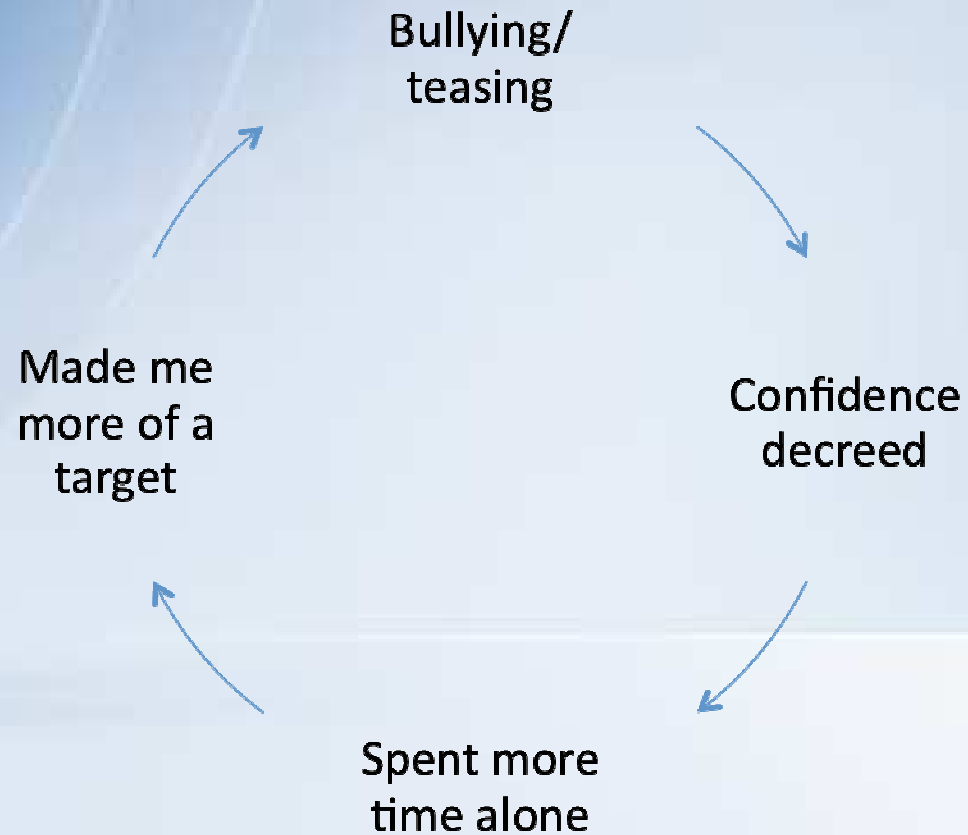 Bullying/
teasing
Confidence
decreed
Spent more
time alone
Made me
more of a
target